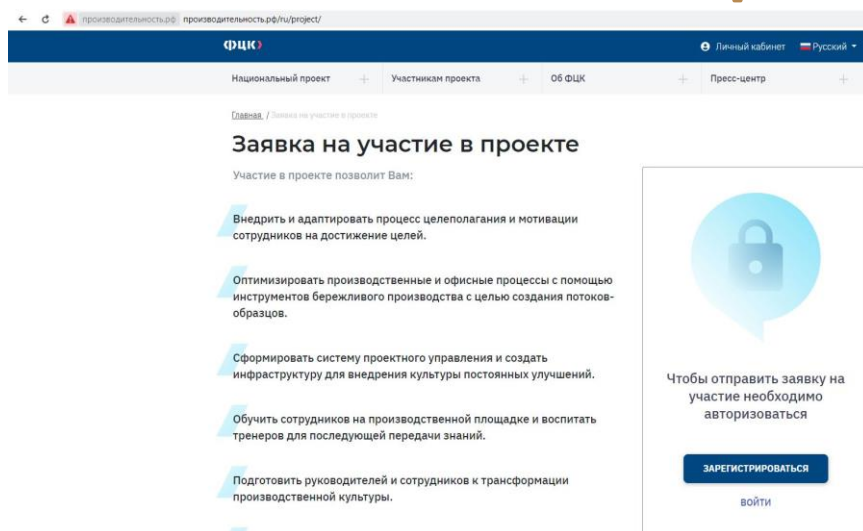 производительность.рф производительность.рф/ru/project/
ФЦК
Личный кабинет Русский
Национальный проект
Участникам проекта
Об ФЦК
Пресс-центр
Главная / Заявка на участие в проекте
Заявка на участие в проекте
Участие в проекте позволит Вам:
Внедрить и адаптировать процесс целеполагания и мотивации
сотрудников на достижение целей.
Оптимизировать производственные и офисные процессы с помощью
инструментов бережливого производства с целью создания потоков-
образцов.
Сформировать систему проектного управления и создать
инфраструктуру для внедрения культуры постоянных улучшений.
Обучить сотрудников на производственной площадке и воспитать
тренеров для последующей передачи знаний.
Подготовить руководителей и сотрудников к трансформации
производственной культуры.
Чтобы отправить заявку на
участие необходимо
авторизоваться
ЗАРЕГИСТРИРОВАТЬСЯ
ВОЙТИ